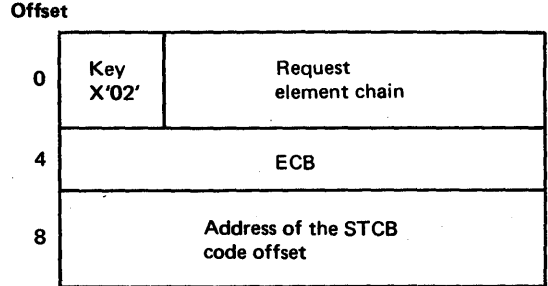 Offset
0
Key
X'02'
Request
element chain
4
ECB
8
Address of the STCB
code offset